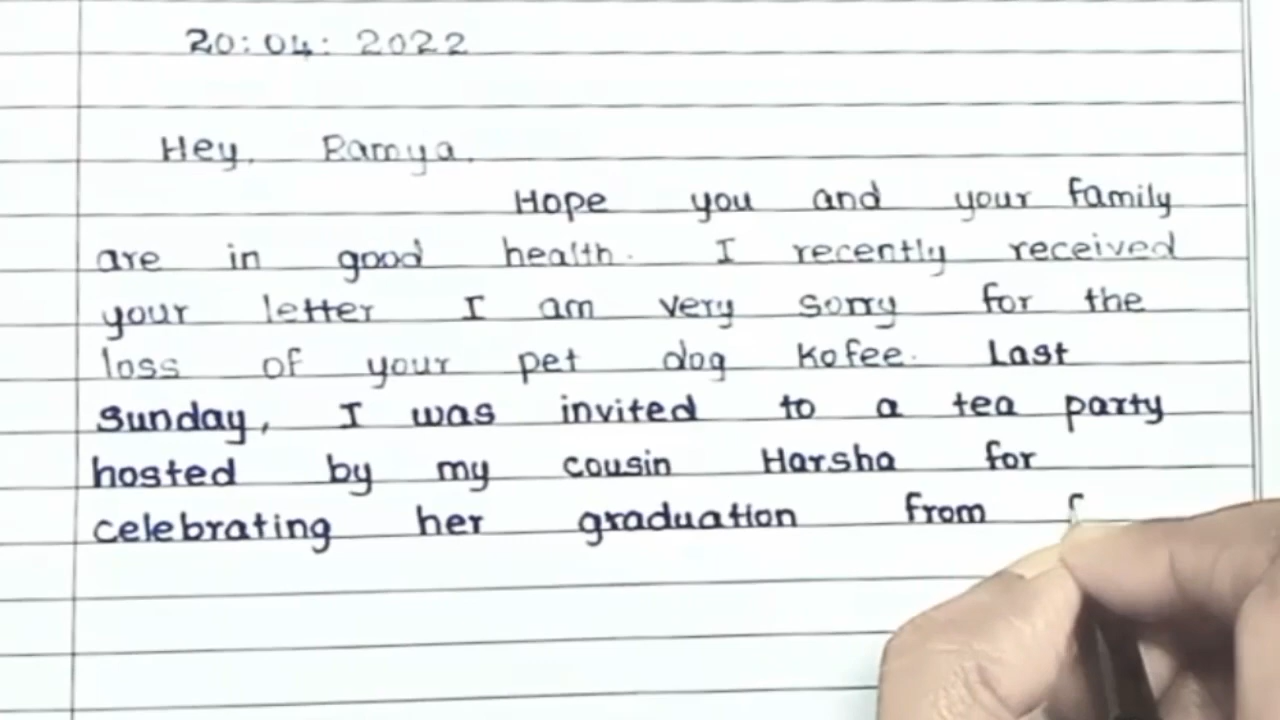 20:04: 2022
Hey, Ramya.
Hope you and your family
are in good health. I recently received
your letter I am very sorry for the
loss of your pet dog Kofee. Last
Sunday, I was invited to a tea party
hosted by my cousin Harsha for
celebrating her graduation from